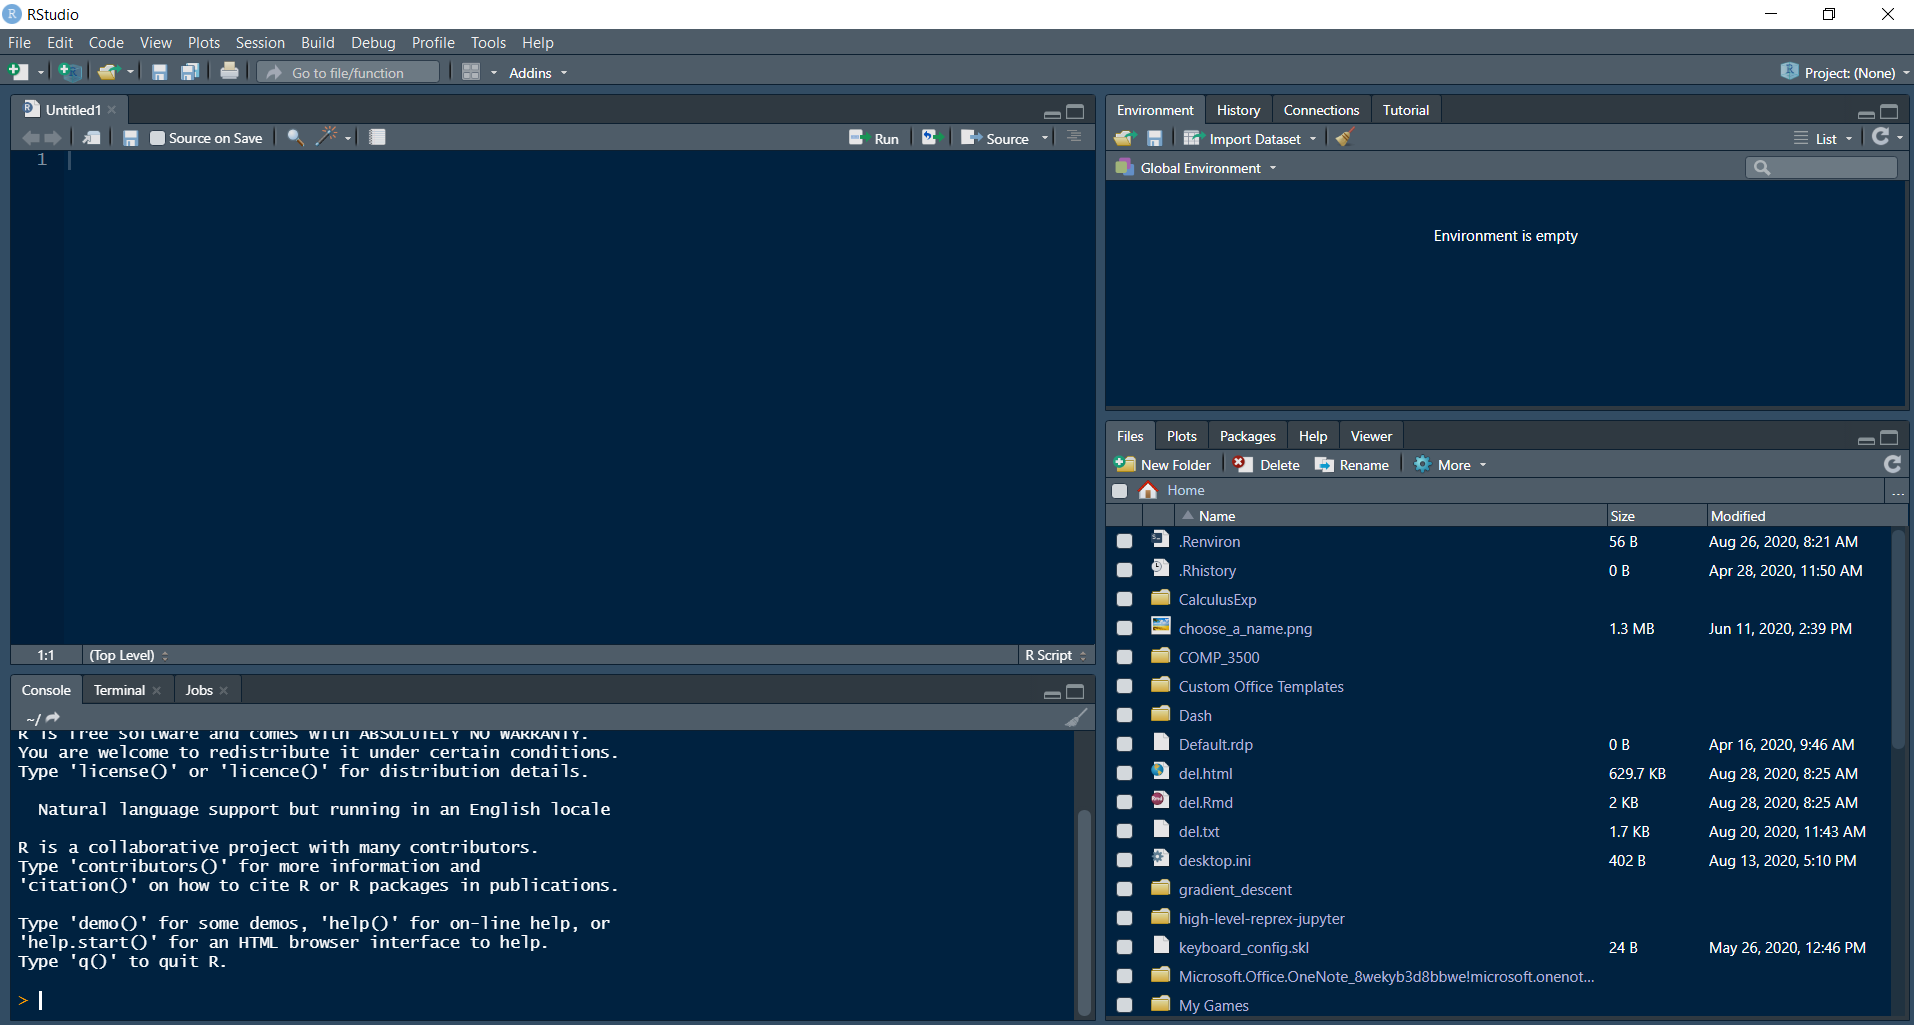 RStudio
File Edit Code View Plots Session Build Debug Profile Tools Help
Go to file/function Addins Project: (None)
Untitled1
Source on Save Run Source
1
1:1 (Top Level) R Script
Console Terminal Jobs
~/
R is free software and comes with ABSOLUTELY NO WARRANTY.
You are welcome to redistribute it under certain conditions.
Type 'license()' or 'licence()' for distribution details.
Natural language support but running in an English locale
R is a collaborative project with many contributors.
Type 'contributors()' for more information and
'citation()' on how to cite R or R packages in publications.
Type 'demo()' for some demos, 'help()' for on-line help, or
'help.start()' for an HTML browser interface to help.
Type 'q()' to quit R.
>
Environment History Connections Tutorial
Import Dataset List
Global Environment
Environment is empty
Files Plots Packages Help Viewer
New Folder Delete Rename More
Home ...
Name Size Modified
.Renviron 56 B Aug 26, 2020, 8:21 AM
.Rhistory 0 B Apr 28, 2020, 11:50 AM
CalculusExp
choose_a_name.png 1.3 MB Jun 11, 2020, 2:39 PM
COMP_3500
Custom Office Templates
Dash
Default.rdp 0 B Apr 16, 2020, 9:46 AM
del.html 629.7 KB Aug 28, 2020, 8:25 AM
del.Rmd 2 KB Aug 28, 2020, 8:25 AM
del.txt 1.7 KB Aug 20, 2020, 11:43 AM
desktop.ini 402 B Aug 13, 2020, 5:10 PM
gradient_descent
high-level-reprex-jupyter
keyboard_config.skl 24 B May 26, 2020, 12:46 PM
Microsoft.Office.OneNote_8wekyb3d8bbwe!microsoft.onenot...
My Games